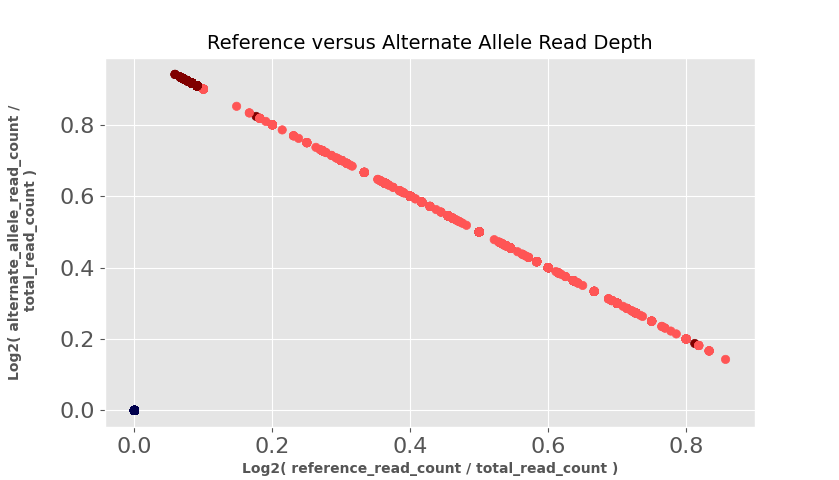 Reference versus Alternate Allele Read Depth
Log2( alternate_allele_read_count /
total_read_count )
0.8
0.6
0.4
0.2
0.0
0.0 0.2 0.4 0.6 0.8
Log2( reference_read_count / total_read_count )